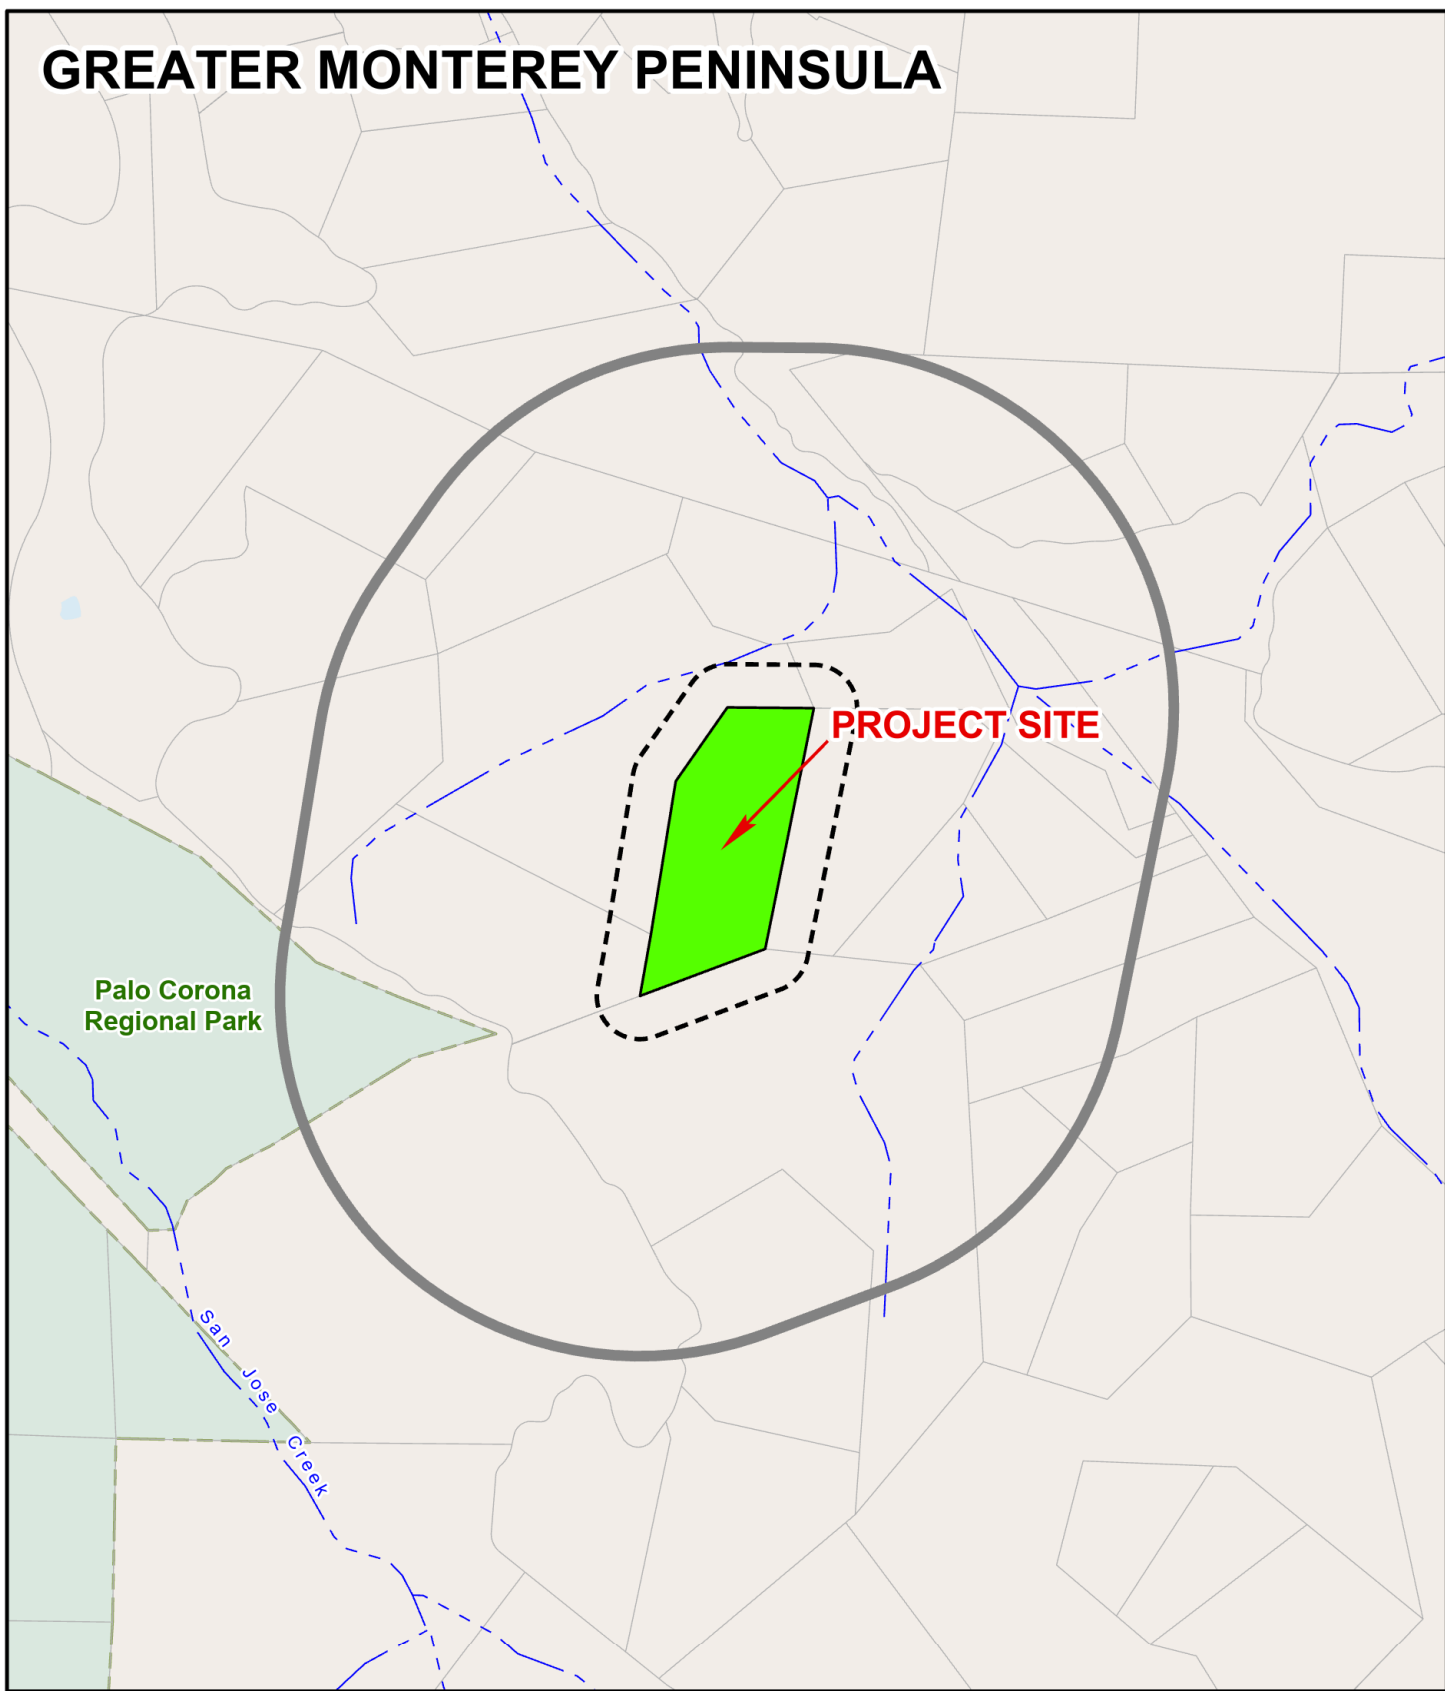 GREATER MONTEREY PENINSULA
PROJECT SITE
Palo Corona
Regional Park
San Jose Creek